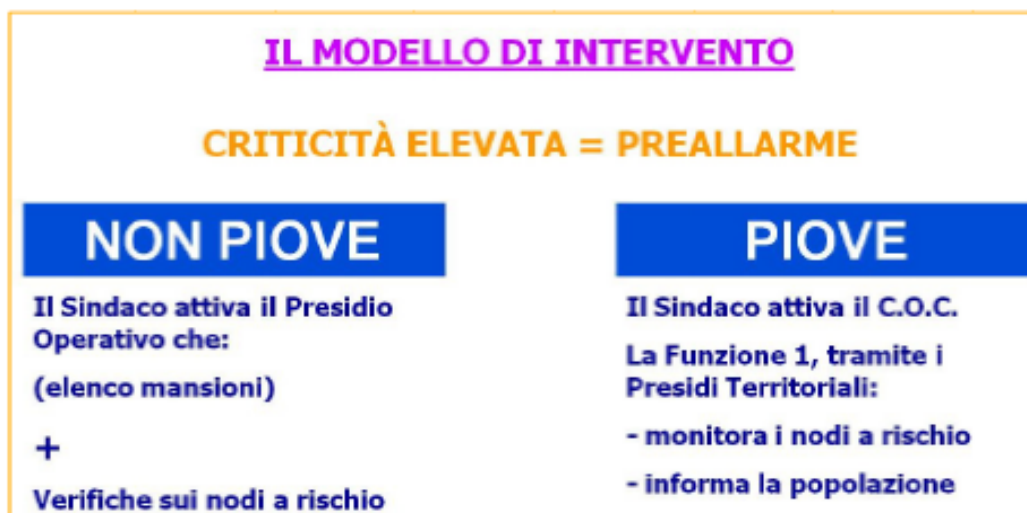 IL MODELLO DI INTERVENTO
CRITICITÀ ELEVATA = PREALLARME
NON PIOVE
Il Sindaco attiva il Presidio
Operativo che:
(elenco mansioni)
+
Verifiche sui nodi a rischio
PIOVE
Il Sindaco attiva il C.O.C.
La Funzione 1, tramite i
Presidi Territoriali:
- monitora i nodi a rischio
- informa la popolazione